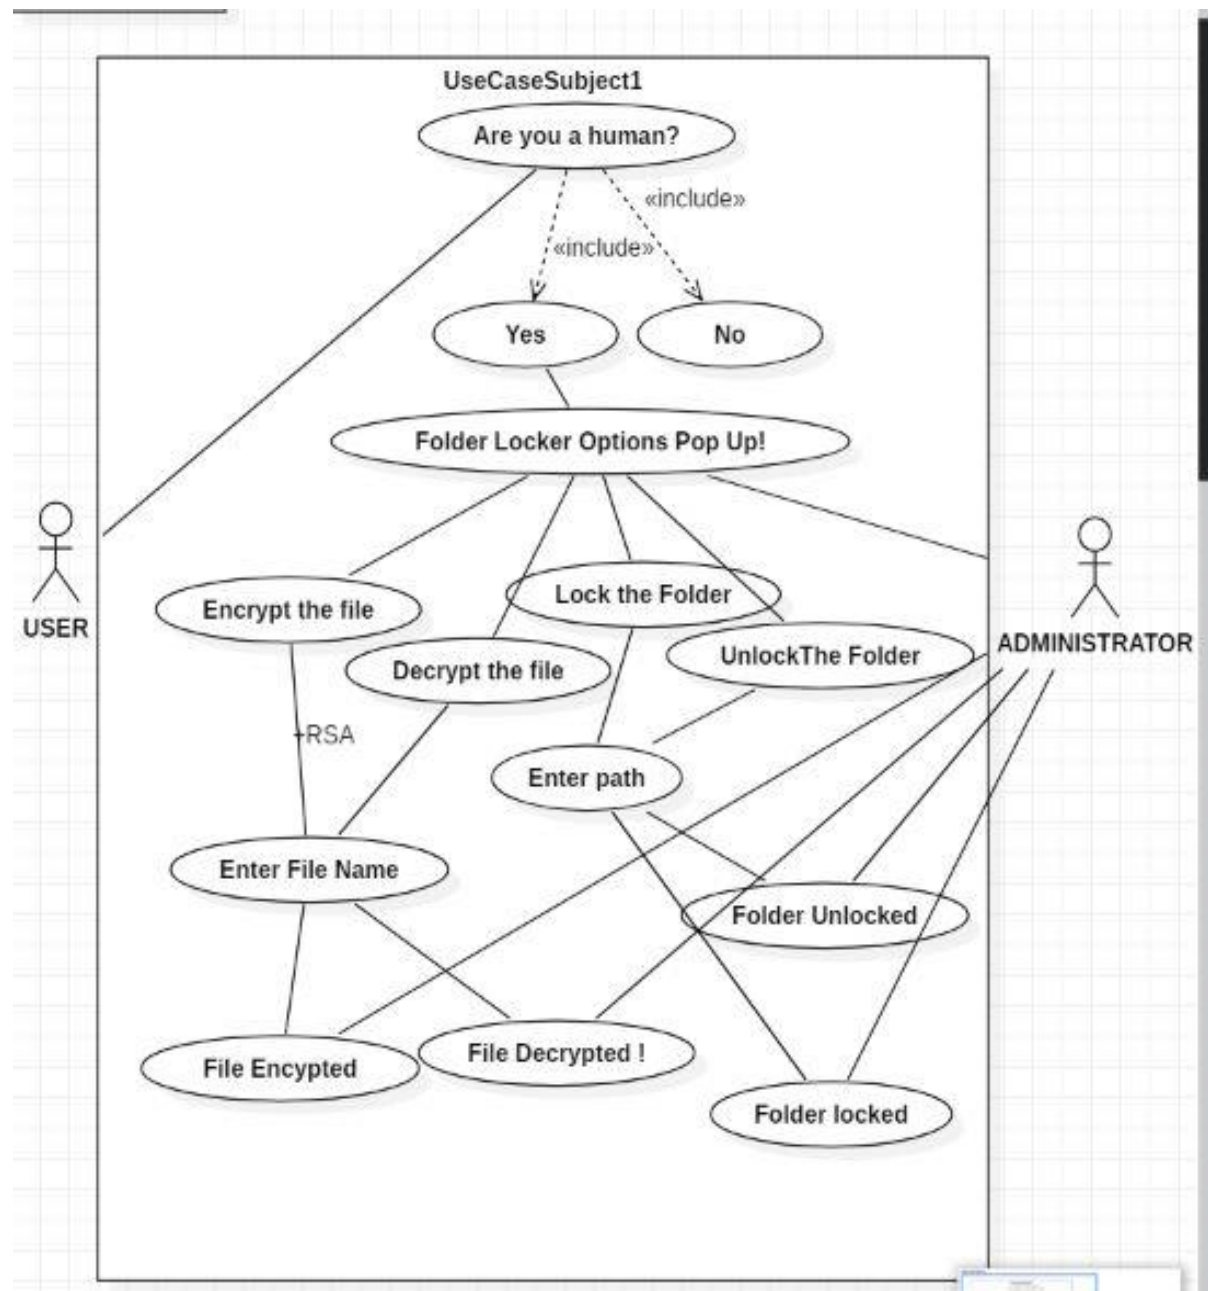 UseCaseSubject1
Are you a human?
«include»
«include»
Yes
No
Folder Locker Options Pop Up!
Lock the Folder
Encrypt the file
USER
ADMINISTRATOR
UnlockThe Folder
Decrypt the file
+RSA
Enter path
Enter File Name
Folder Unlocked
File Decrypted !
File Encypted
Folder locked